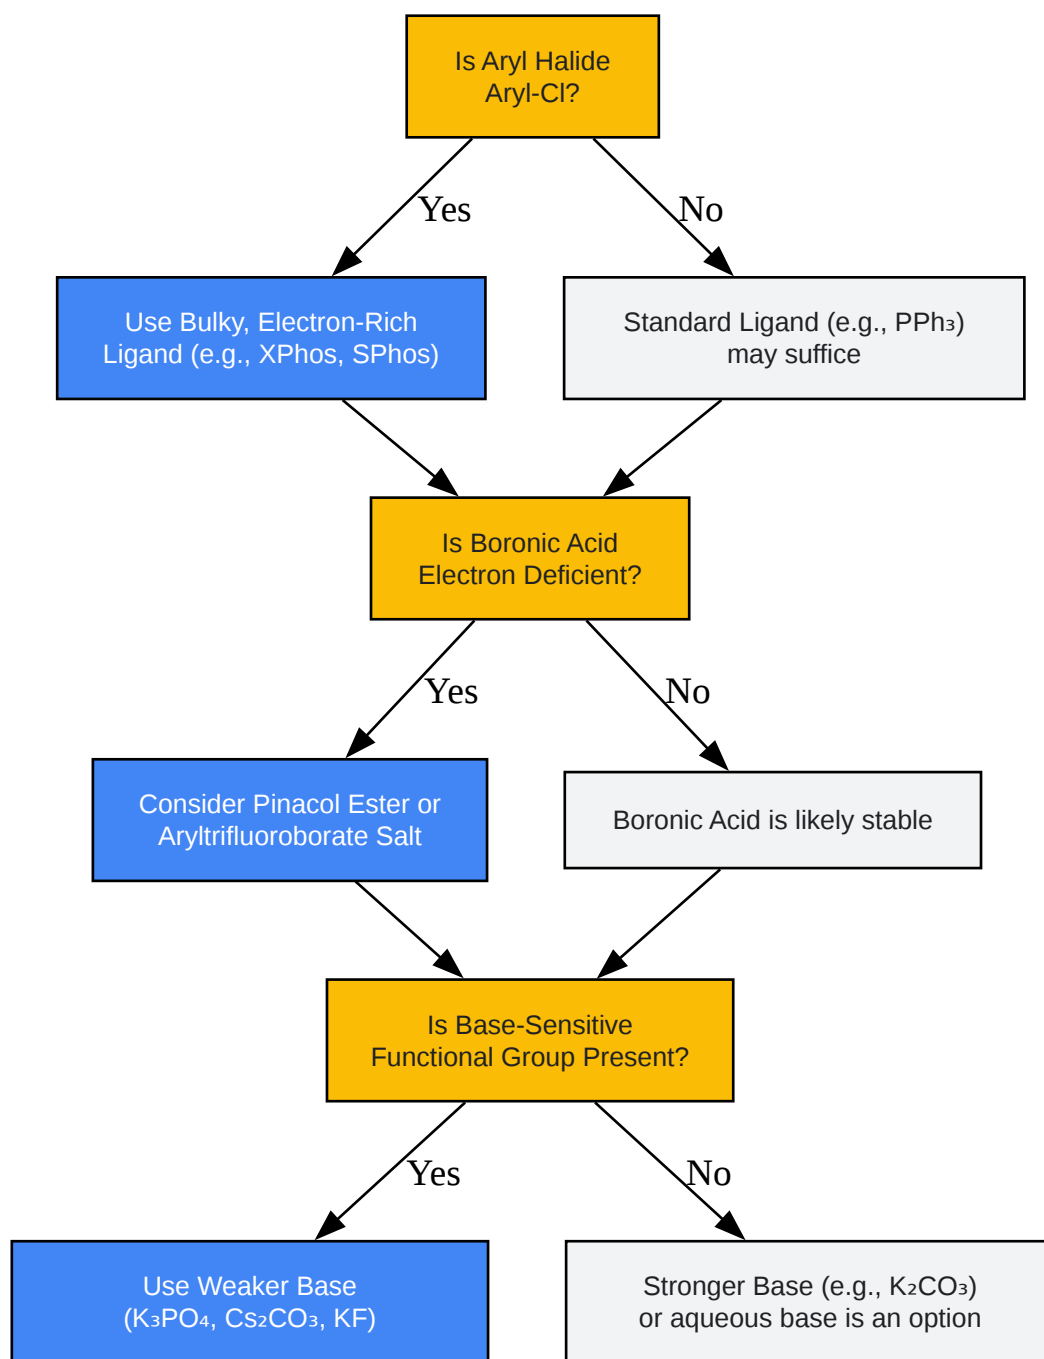 Is Aryl Halide
Aryl-Cl?
Yes
No
Use Bulky, Electron-Rich
Ligand (e.g., XPhos, SPhos)
Standard Ligand (e.g., PPh₃)
may suffice
Is Boronic Acid
Electron Deficient?
Yes
No
Consider Pinacol Ester or
Aryltrifluoroborate Salt
Boronic Acid is likely stable
Is Base-Sensitive
Functional Group Present?
Yes
No
Use Weaker Base
(K₃PO₄, Cs₂CO₃, KF)
Stronger Base (e.g., K₂CO₃)
or aqueous base is an option